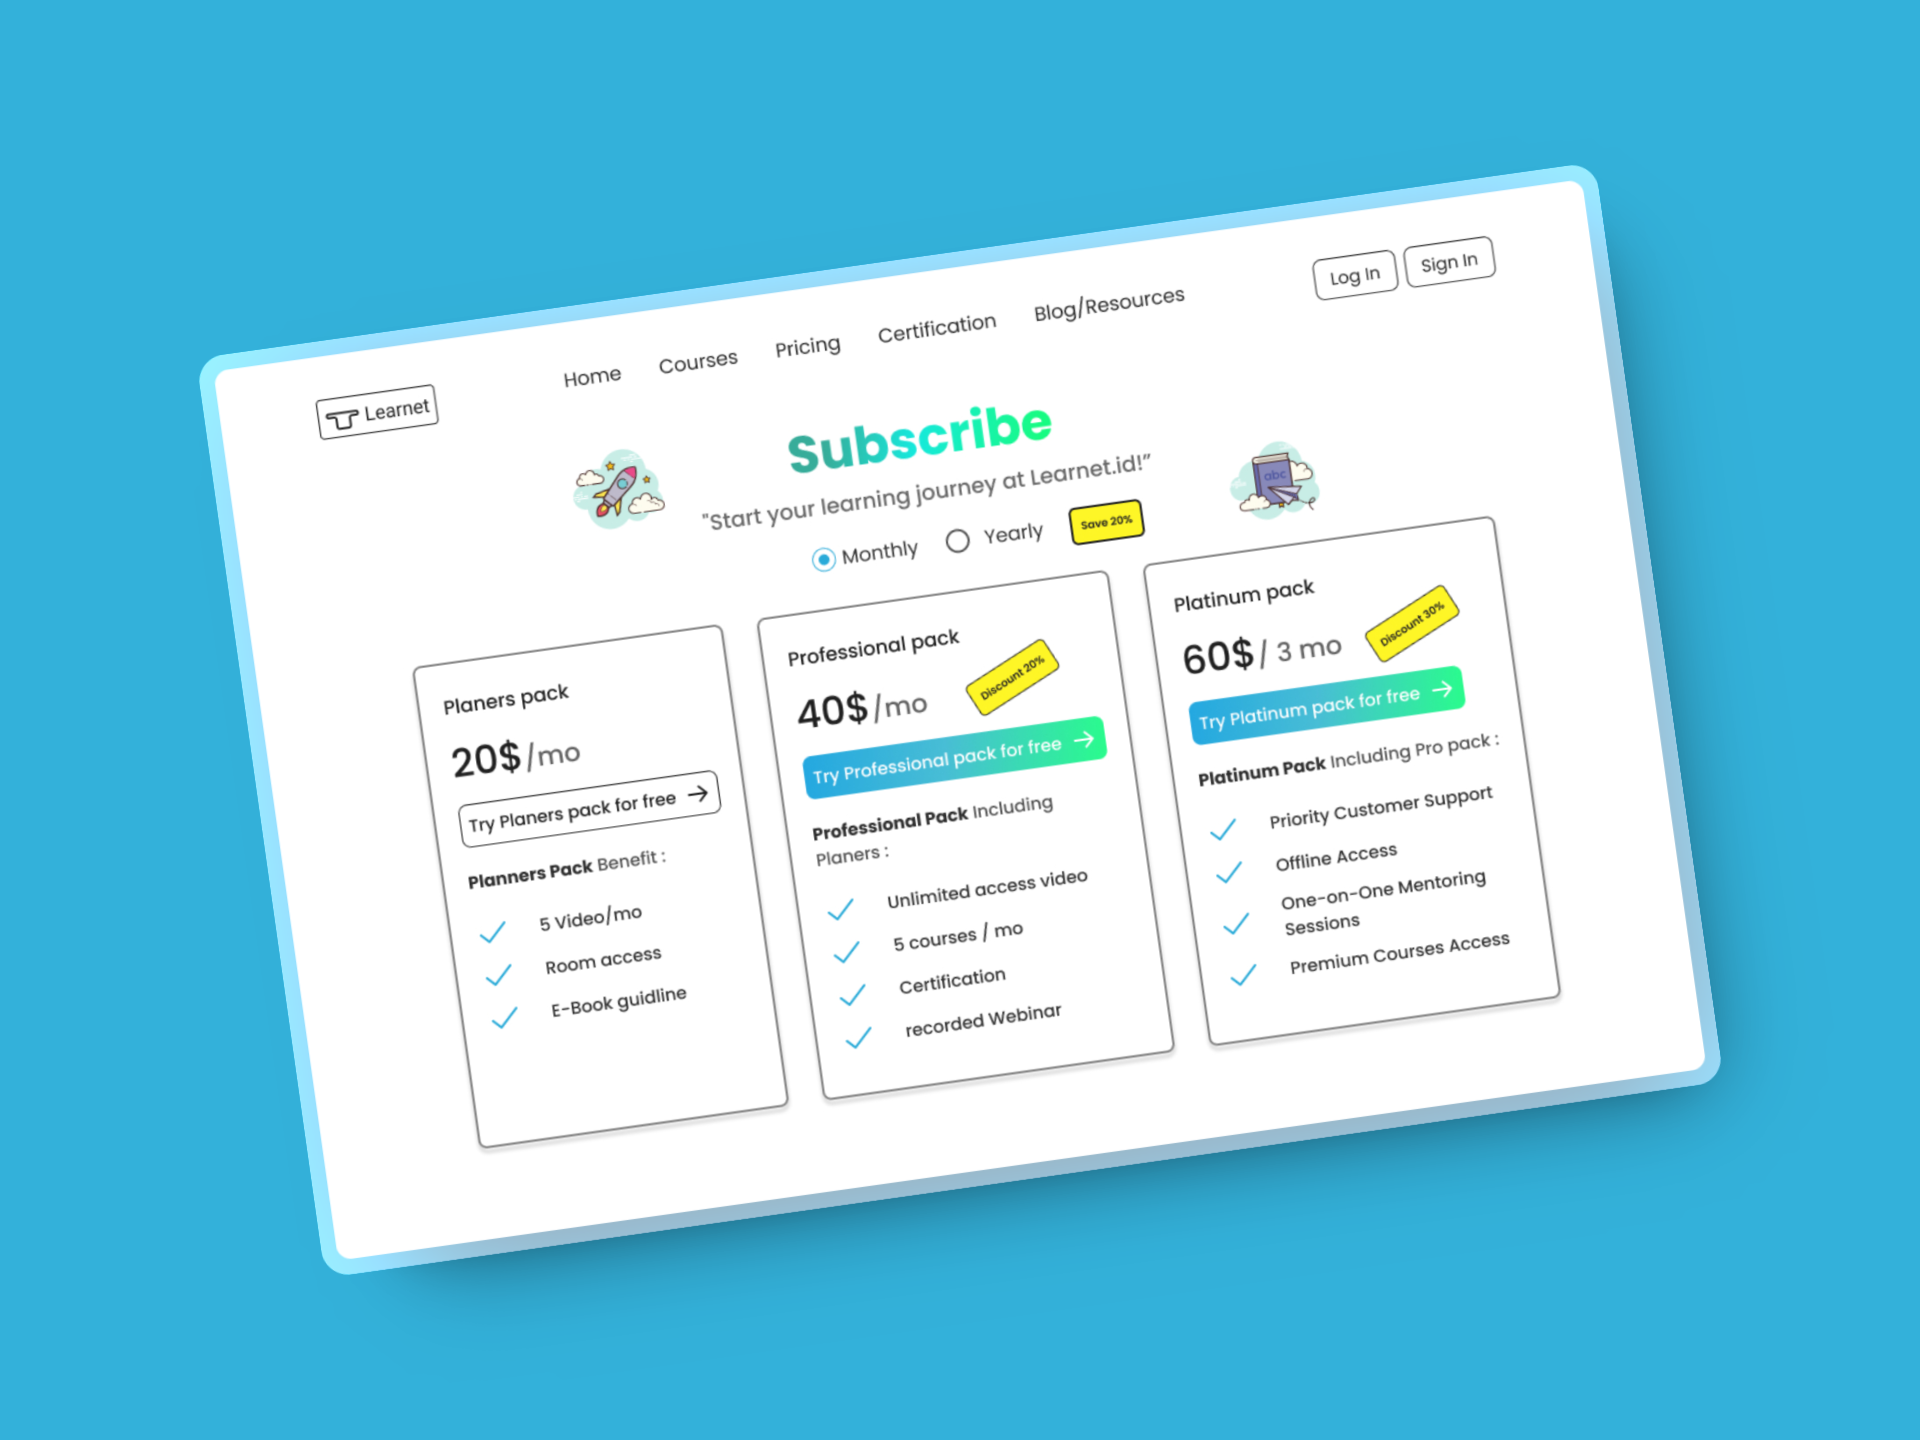 Learnet
Home
Courses
Pricing
Certification
Blog/Resources
Log In
Sign In
Subscribe
"Start your learning journey at Learnet.id!”
Monthly
Yearly
Save 20%
abc
Planers pack
20$/mo
Try Planers pack for free
Planners Pack Benefit :
5 Video/mo
Room access
E-Book guidline
Professional pack
40$/mo
Discount 20%
Try Professional pack for free
Professional Pack Including
Planers :
Unlimited access video
5 courses / mo
Certification
recorded Webinar
Platinum pack
60$/ 3 mo
Discount 30%
Try Platinum pack for free
Platinum Pack Including Pro pack :
Priority Customer Support
Offline Access
One-on-One Mentoring
Sessions
Premium Courses Access